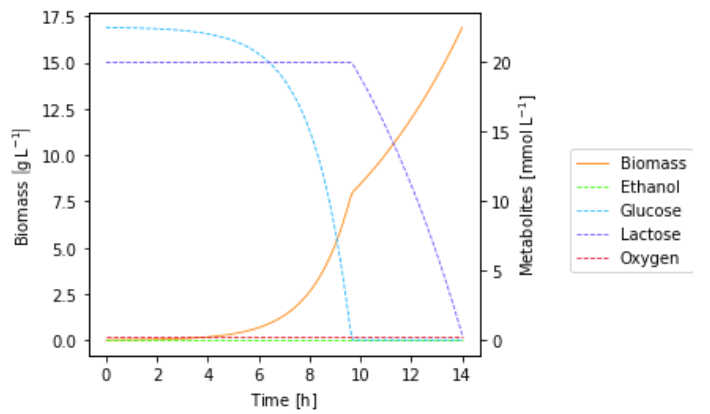 17.5
15.0
12.5
10.0
7.5
5.0
2.5
0.0
Biomass [g L⁻¹]
20
15
10
5
0
Metabolites [mmol L⁻¹]
0 2 4 6 8 10 12 14
Time [h]
Biomass
Ethanol
Glucose
Lactose
Oxygen